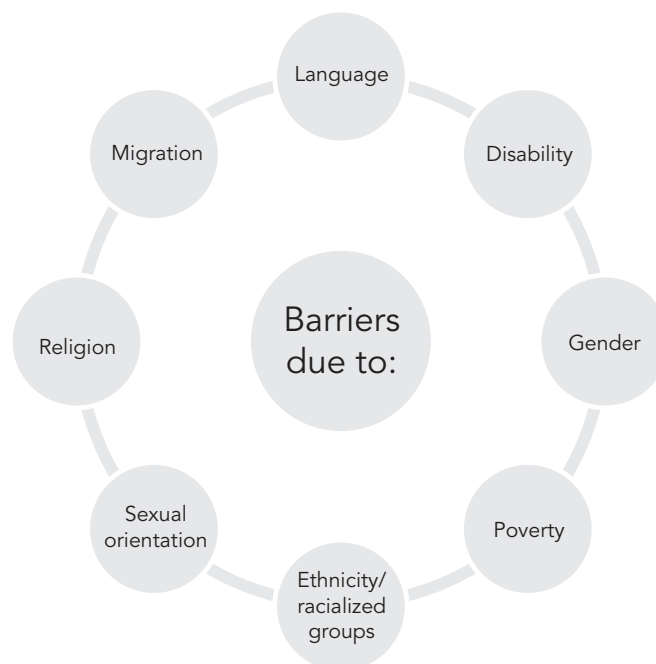 Language
Migration
Disability
Barriers
due to:
Religion
Gender
Sexual
orientation
Poverty
Ethnicity/
racialized
groups